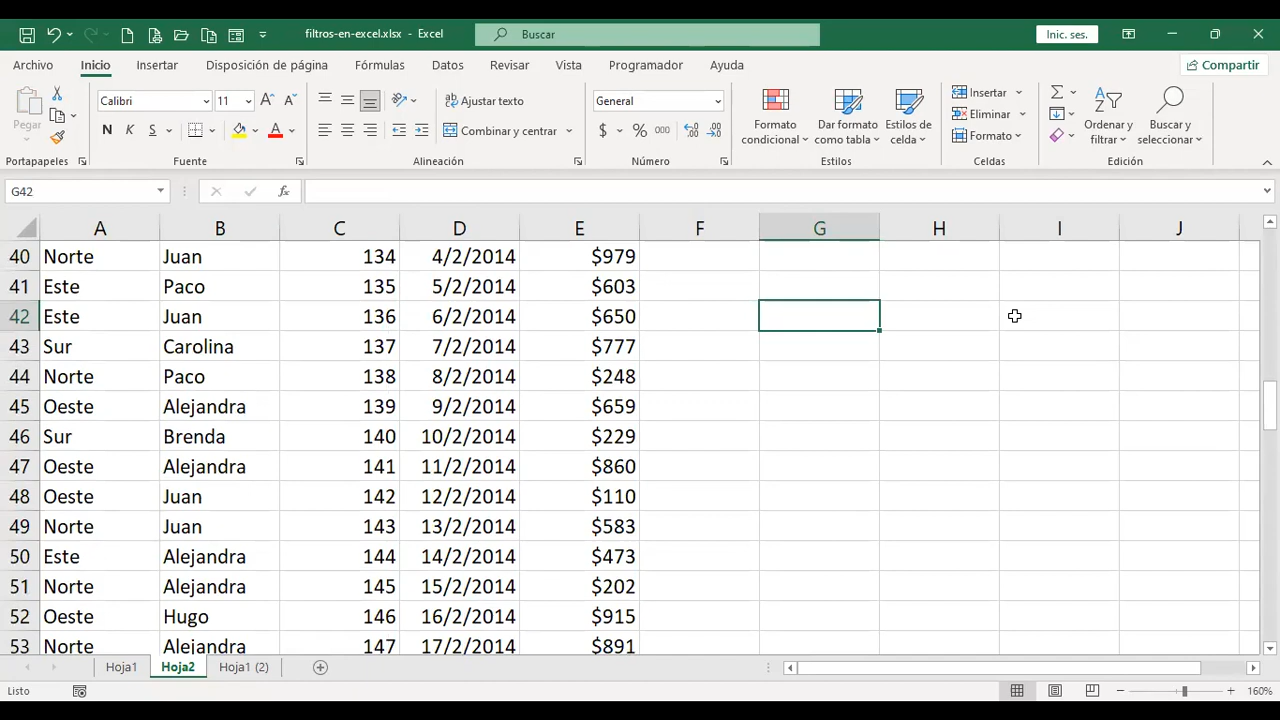 filtros-en-excel.xlsx - Excel
Buscar
Inic. ses.
Archivo Inicio Insertar Disposición de página Fórmulas Datos Revisar Vista Programador Ayuda Compartir
Pegar
Calibri 11
N K S
A A
Ajustar texto
Combinar y centrar
General
$ % 000
Formato condicional
Dar formato como tabla
Estilos de celda
Insertar
Eliminar
Formato
Ordenar y filtrar
Buscar y seleccionar
Portapapeles Fuente Alineación Número Estilos Celdas Edición
G42 fx
A B C D E F G H I J
40 Norte Juan 134 4/2/2014 $979
41 Este Paco 135 5/2/2014 $603
42 Este Juan 136 6/2/2014 $650
43 Sur Carolina 137 7/2/2014 $777
44 Norte Paco 138 8/2/2014 $248
45 Oeste Alejandra 139 9/2/2014 $659
46 Sur Brenda 140 10/2/2014 $229
47 Oeste Alejandra 141 11/2/2014 $860
48 Oeste Juan 142 12/2/2014 $110
49 Norte Juan 143 13/2/2014 $583
50 Este Alejandra 144 14/2/2014 $473
51 Norte Alejandra 145 15/2/2014 $202
52 Oeste Hugo 146 16/2/2014 $915
53 Norte Alejandra 147 17/2/2014 $891
Hoja1 Hoja2 Hoja1 (2)
Listo 160%